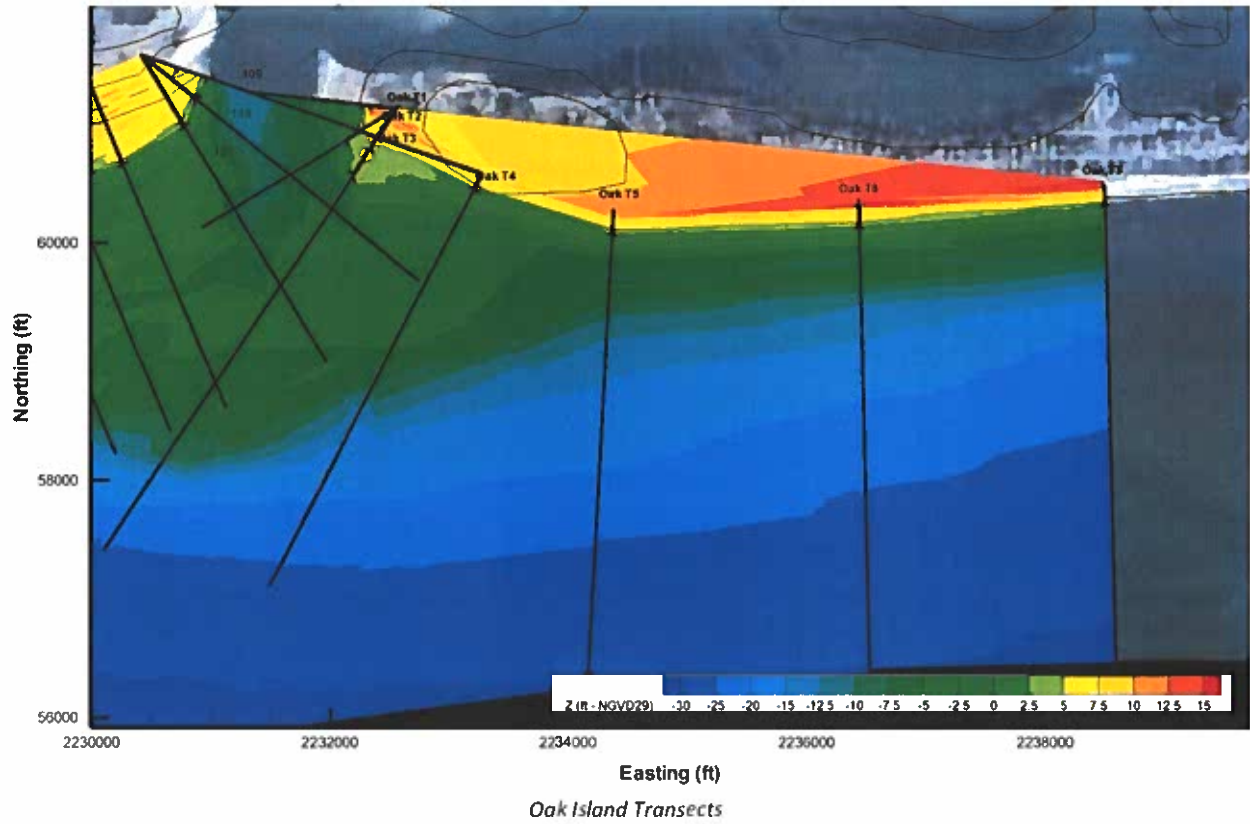 Oak T1
T2
T3
Oak T4
Oak T5
Oak T6
60000
58000
56000
Northing (ft)
Z (ft - NGVD29) -30 -25 -20 -15 -12.5 -10 -7.5 -5 -2.5 0 2.5 5 7.5 10 12.5 15
2230000 2232000 2234000 2236000 2238000
Easting (ft)
Oak Island Transects